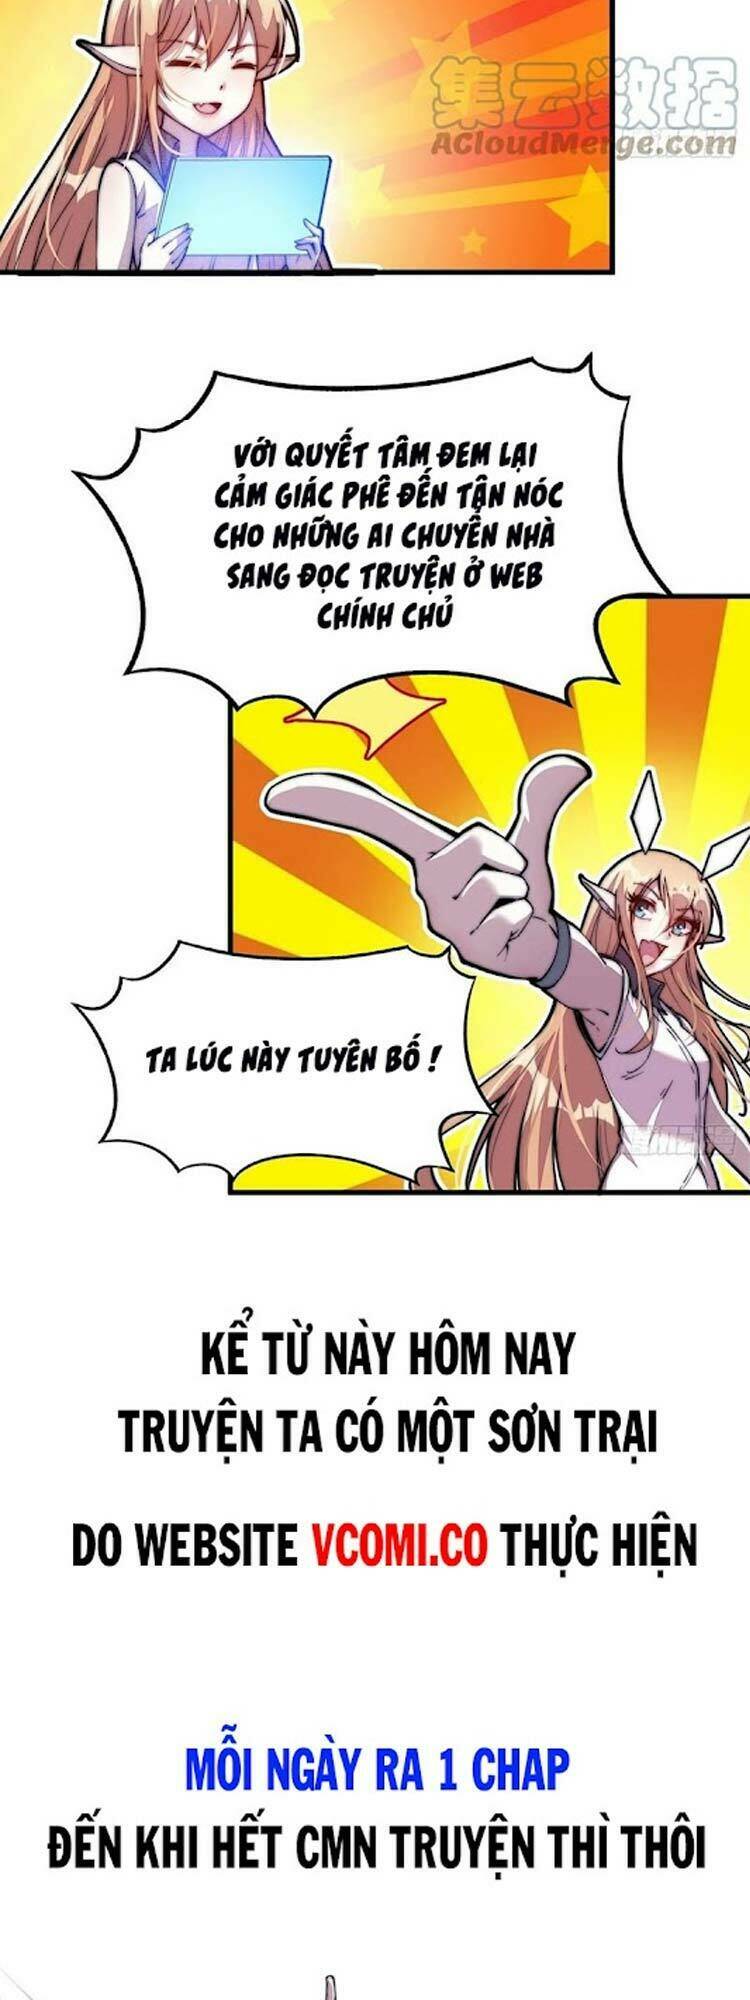 集云数据
ACloudMerge.com
VỚI QUYẾT TÂM ĐEM LẠI
CẢM GIÁC PHÊ ĐẾN TẬN NÓC
CHO NHỮNG AI CHUYỂN NHÀ
SANG ĐỌC TRUYỆN Ở WEB
CHÍNH CHỦ
TA LÚC NÀY TUYÊN BỐ !
KỂ TỪ NÀY HÔM NAY
TRUYỆN TA CÓ MỘT SƠN TRẠI
DO WEBSITE VCOMI.CO THỰC HIỆN
MỖI NGÀY RA 1 CHAP
ĐẾN KHI HẾT CMN TRUYỆN THÌ THÔI